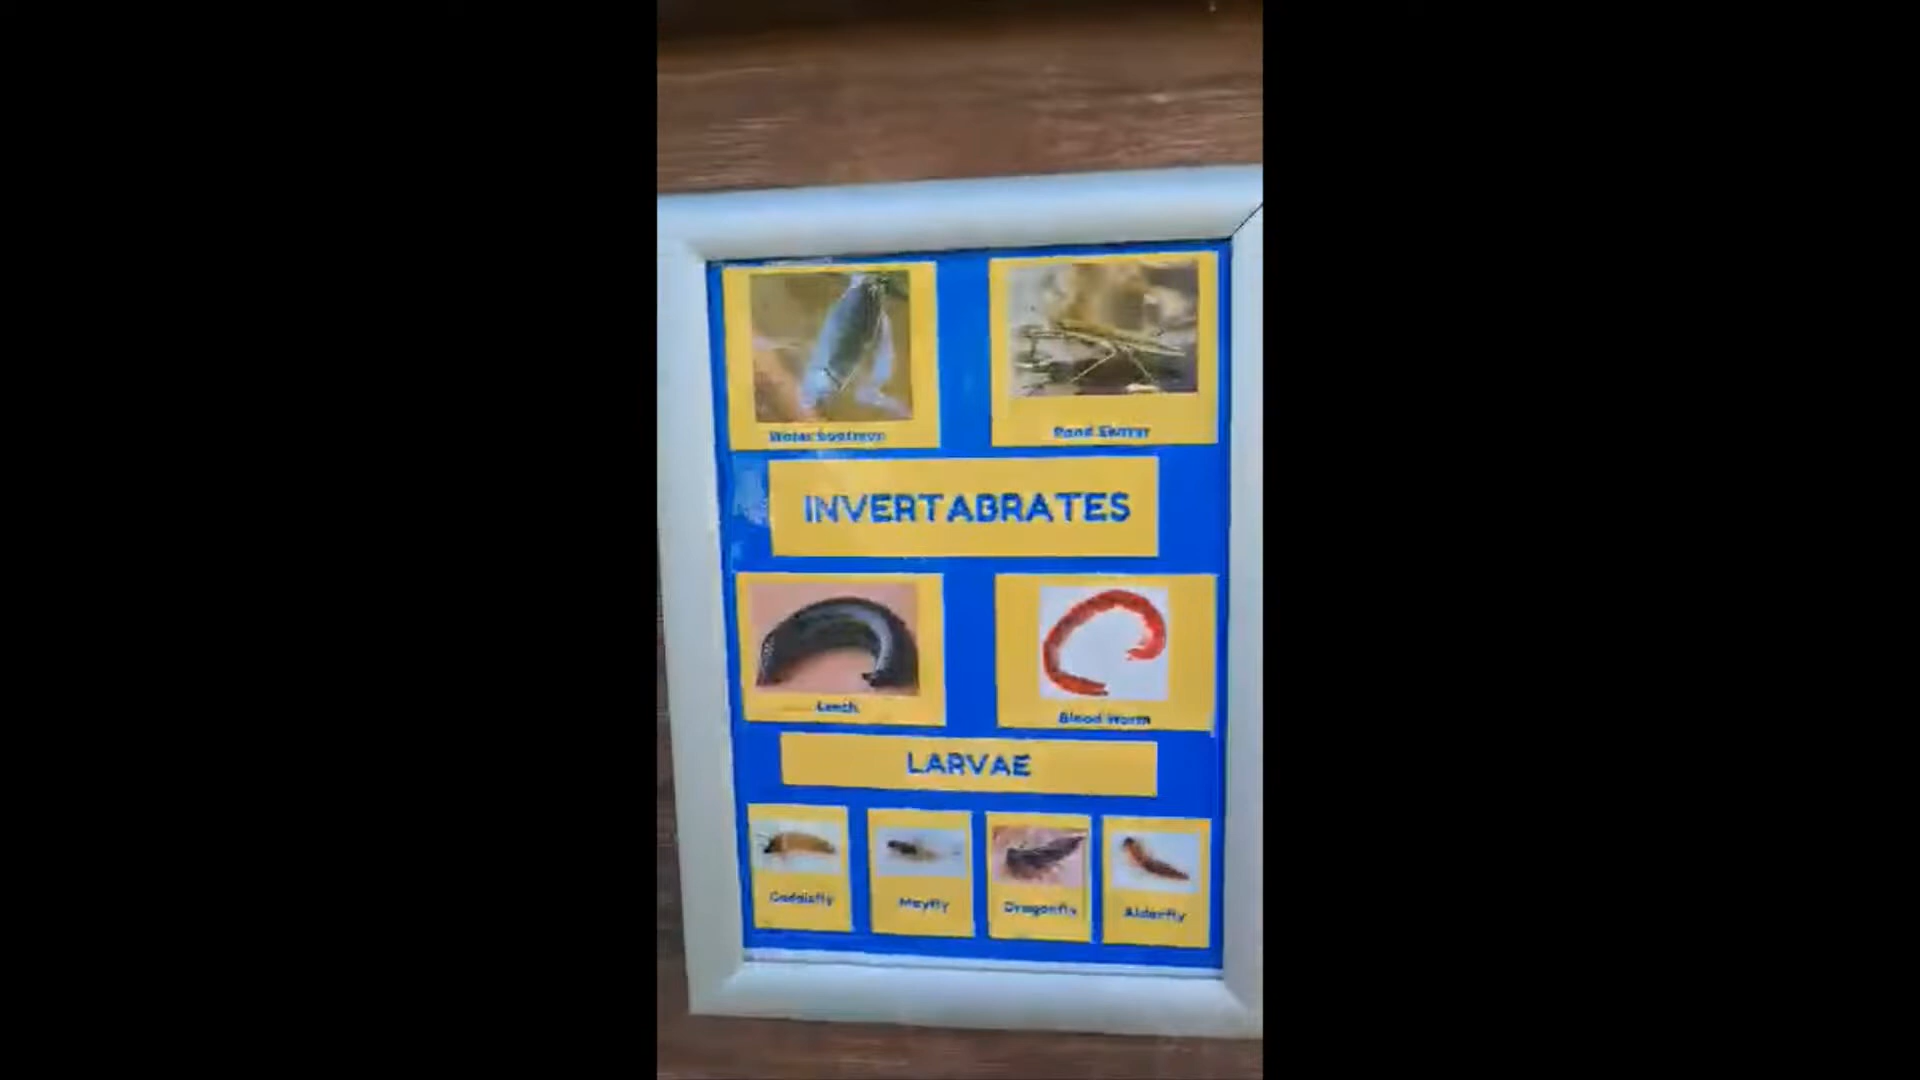 Water boatman
Pond Skater
INVERTABRATES
Leech
Blood Worm
LARVAE
Caddisfly
Mayfly
Dragonfly
Alderfly